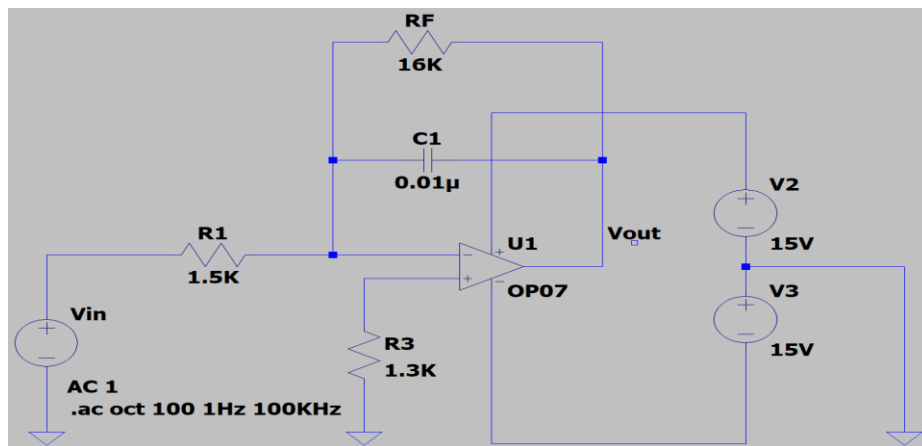 RF
16K
C1
0.01µ
V2
R1
U1
Vout
15V
1.5K
OP07
V3
Vin
R3
15V
1.3K
AC 1
.ac oct 100 1Hz 100KHz